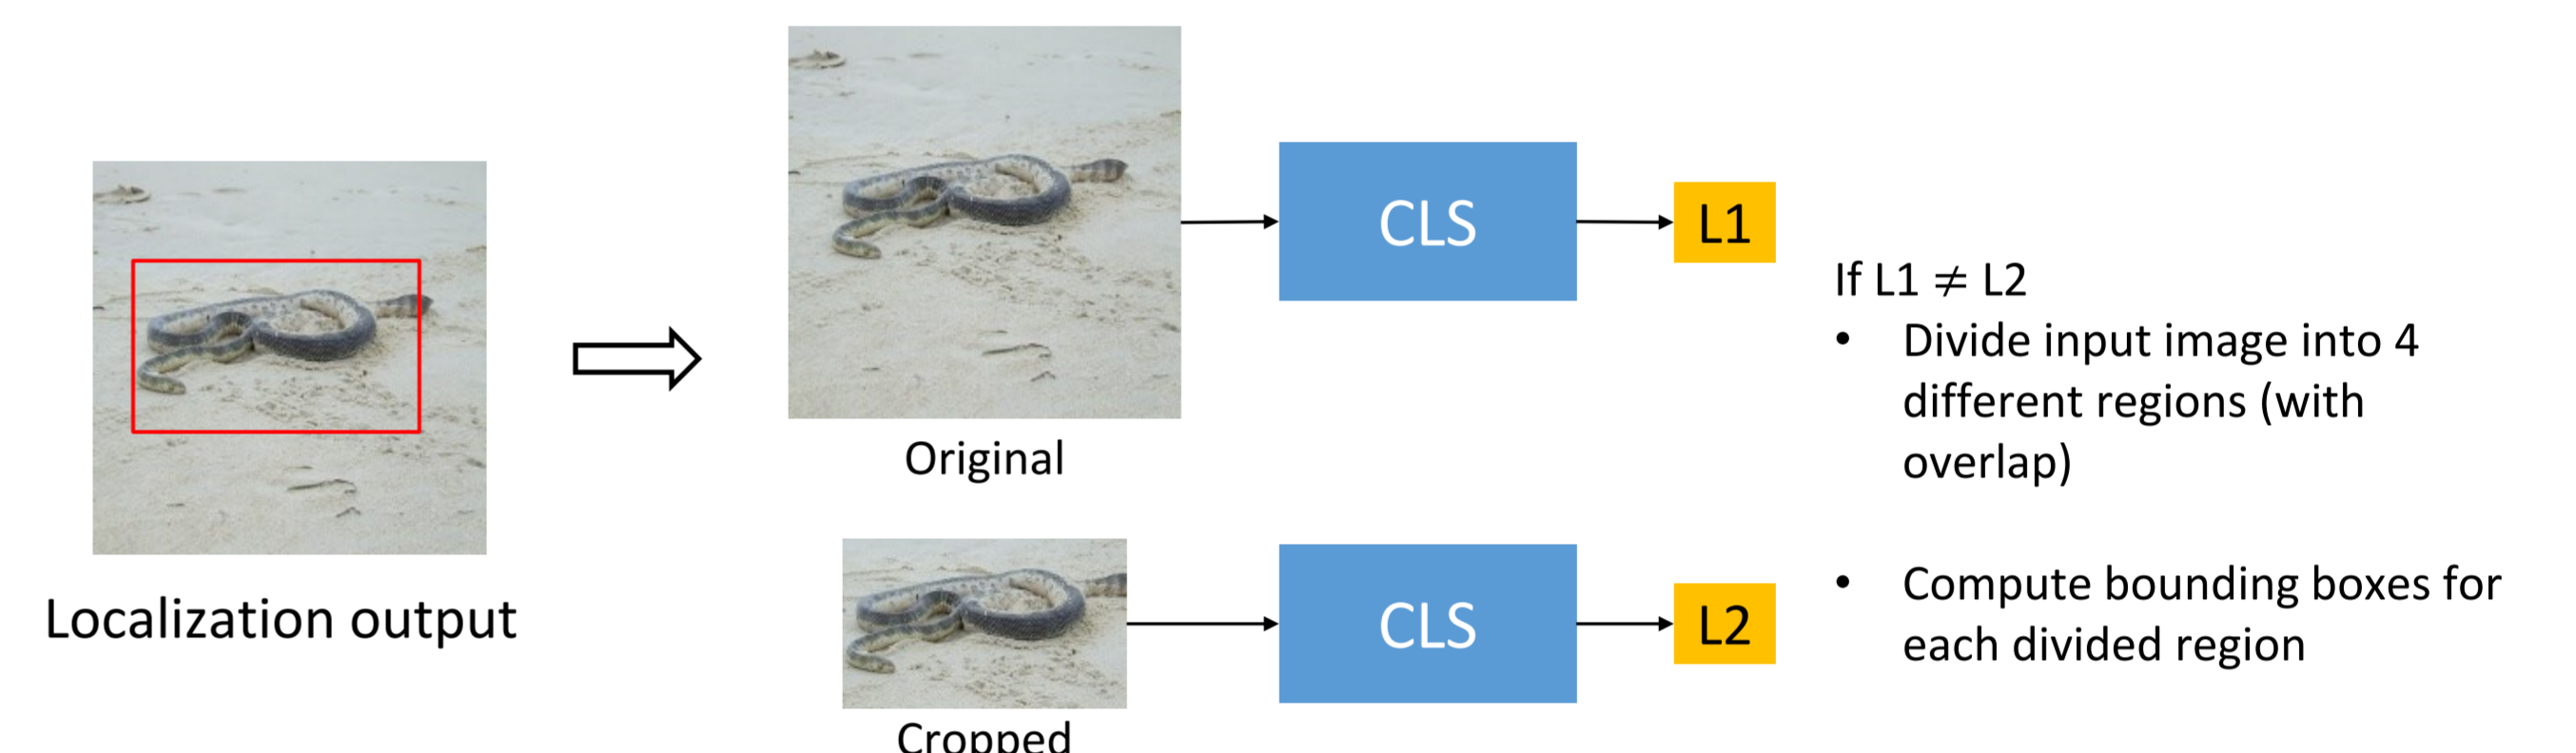 Localization output
Original
CLS
L1
Cropped
CLS
L2
If L1 ≠ L2
• Divide input image into 4
different regions (with
overlap)
• Compute bounding boxes for
each divided region